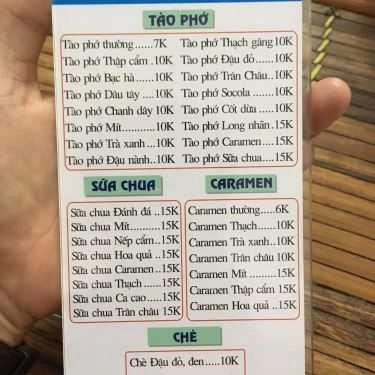 TÀO PHỚ
Tào phớ thường......7K
Tào phớ Thập cẩm .10K
Tào phớ Bạc hà .....10K
Tào phớ Dâu tây ....10K
Tào phớ Chanh dây 10K
Tào phớ Mít...........10K
Tào phớ Trà xanh ...10K
Tào phớ Đậu nành..10K
Tào phớ Thạch găng10K
Tào phớ Đậu đỏ .....10K
Tào phớ Trân Châu..10K
Tào phớ Socola ......10K
Tào phớ Cốt dừa ....10K
Tào phớ Long nhãn .15K
Tào phớ Caramen....15K
Tào phớ Sữa chua...15K
SỮA CHUA
Sữa chua Đánh đá ..15K
Sữa chua Mít..........15K
Sữa chua Nếp cẩm..15K
Sữa chua Hoa quả ..15K
Sữa chua Caramen..15K
Sữa chua Thạch ......15K
Sữa chua Ca cao ....15K
Sữa chua Trân châu 15K
CARAMEN
Caramen thường.....6K
Caramen Thạch......10K
Caramen Trà xanh..10K
Caramen Trân châu 10K
Caramen Mít .......15K
Caramen Thập cẩm 15K
Caramen Hoa quả ..15K
CHÈ
Chè Đậu đỏ, đen.....10K